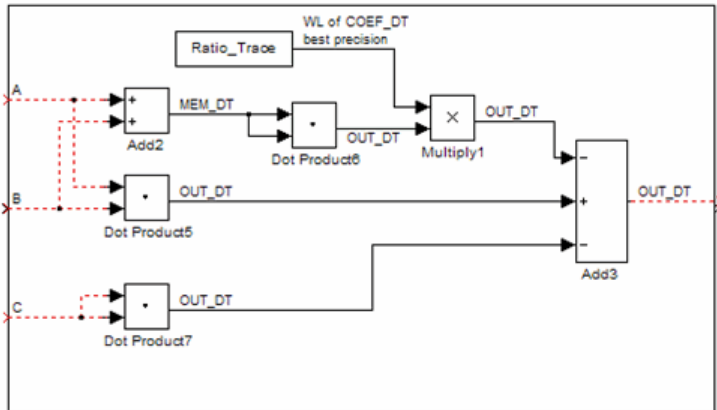 WL of COEF_DT
best precision
Ratio_Trace
A
MEM_DT
OUT_DT
+
+
×
Add2
OUT_DT
Dot Product6
Multiply1
−
B
OUT_DT
+
OUT_DT
Dot Product5
−
Add3
C
OUT_DT
Dot Product7